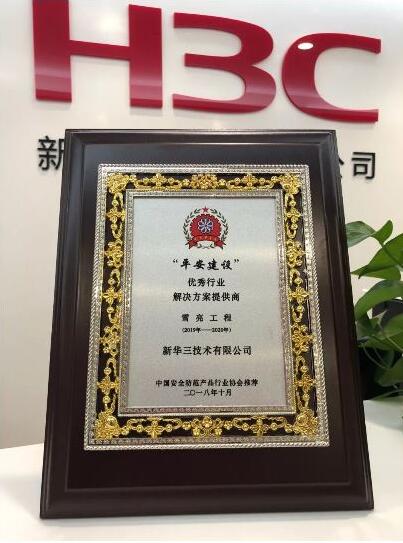 H3C
新
公司
“平安建设”
优秀行业
解决方案提供商
雪亮工程
(2019年——2020年)
新华三技术有限公司
中国安全防范产品行业协会推荐
二〇一八年十月